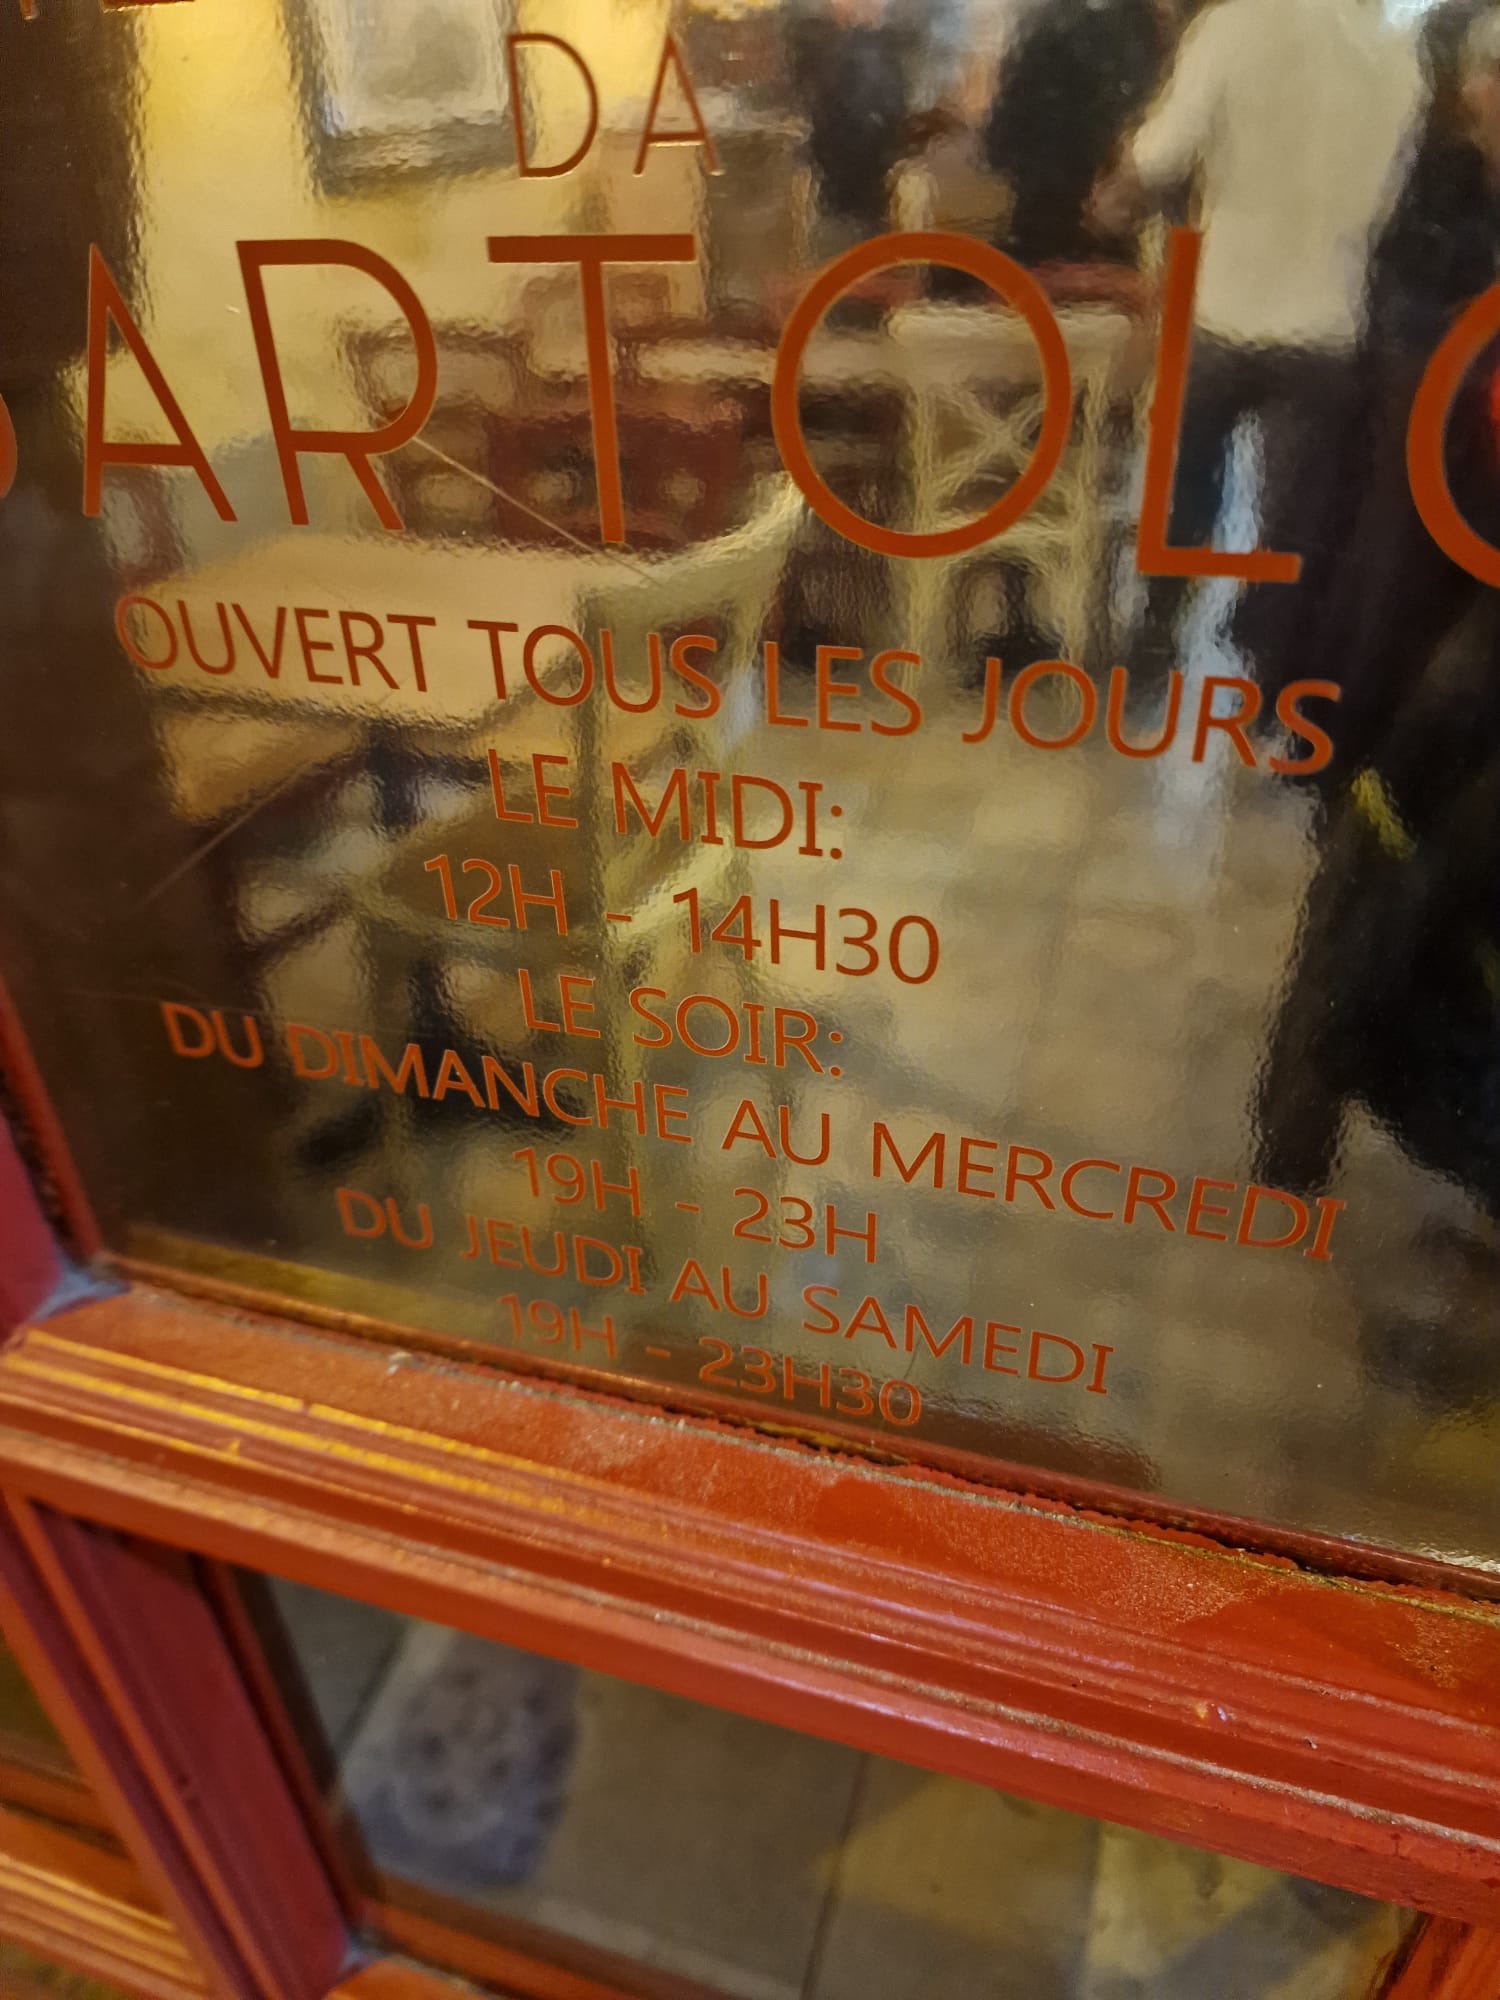 DA
BARTOLO
OUVERT TOUS LES JOURS
LE MIDI:
12H - 14H30
LE SOIR:
DU DIMANCHE AU MERCREDI
19H - 23H
DU JEUDI AU SAMEDI
19H - 23H30